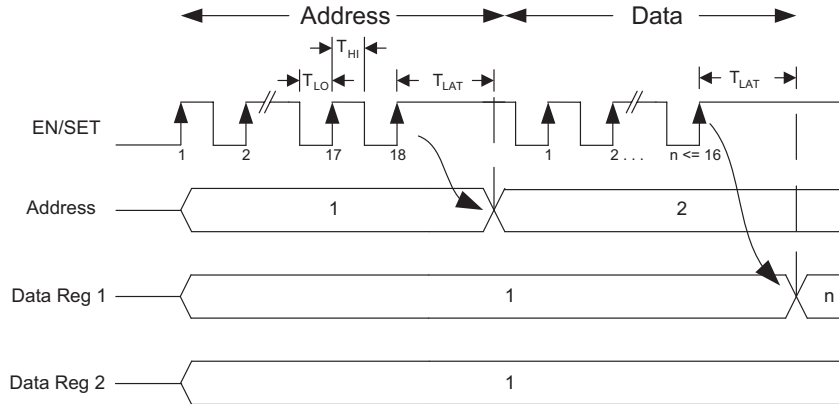 Address Data
T_HI
T_LO T_LAT T_LAT
EN/SET
1 2 17 18 1 2 . . . n <= 16
Address 1 2
Data Reg 1 1 n
Data Reg 2 1